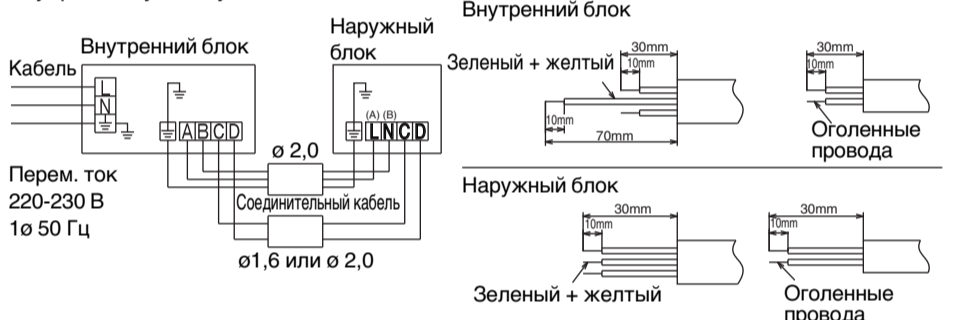 Внутренний блок
Наружный
блок
Кабель
L
N
A B C D
(A) (B)
L N C D
ø 2,0
Соединительный кабель
ø1,6 или ø 2,0
Перем. ток
220-230 В
1ø 50 Гц
Внутренний блок
Зеленый + желтый
30mm
10mm
10mm
70mm
30mm
10mm
Оголенные
провода
Наружный блок
30mm
10mm
Зеленый + желтый
30mm
10mm
Оголенные
провода